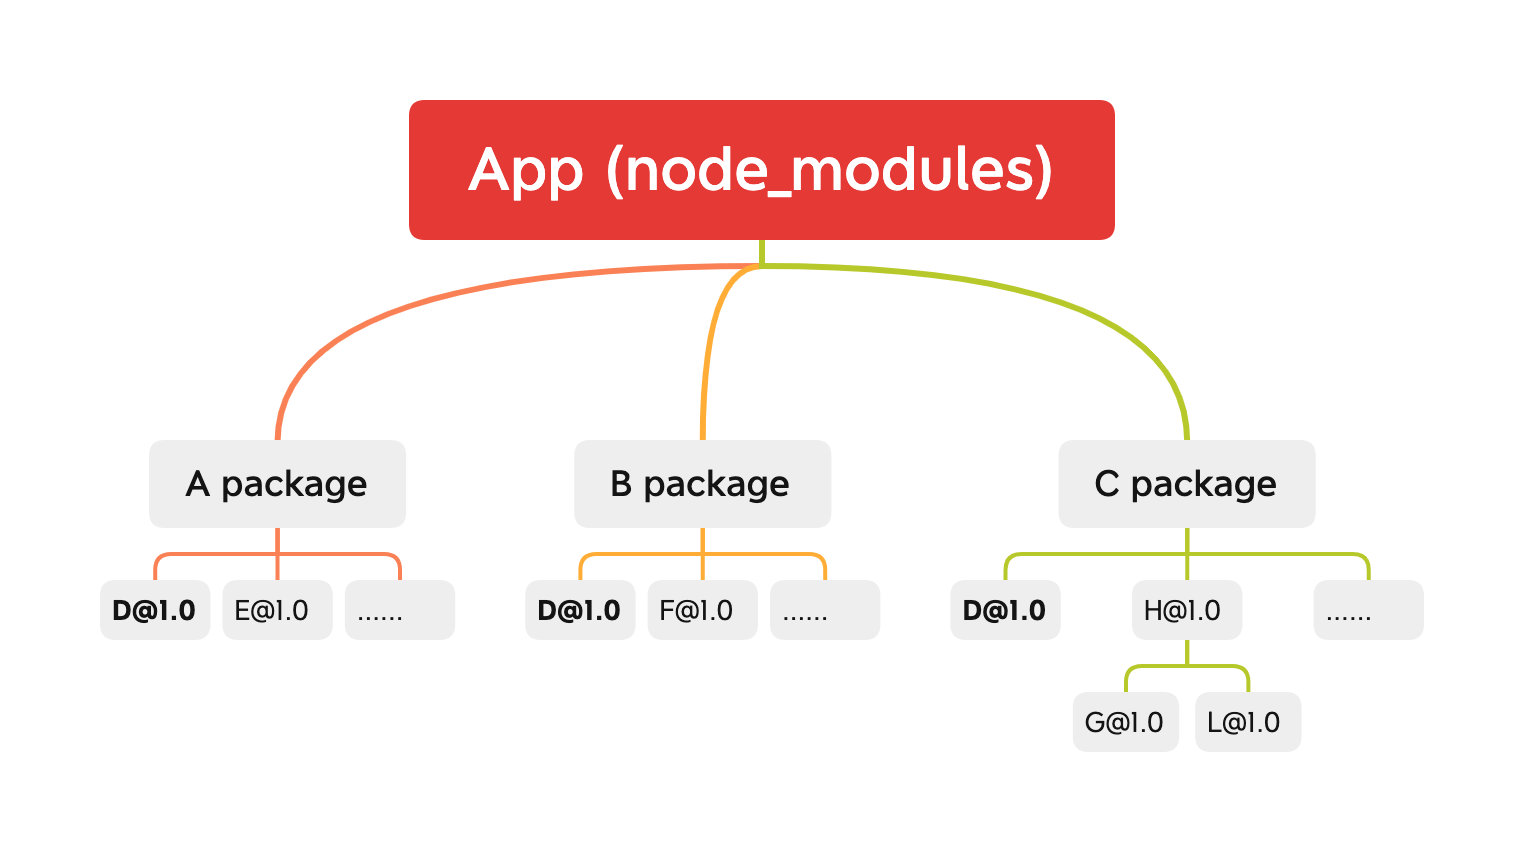 App (node_modules)
A package
B package
C package
D@1.0
E@1.0
......
D@1.0
F@1.0
......
D@1.0
H@1.0
......
G@1.0
L@1.0